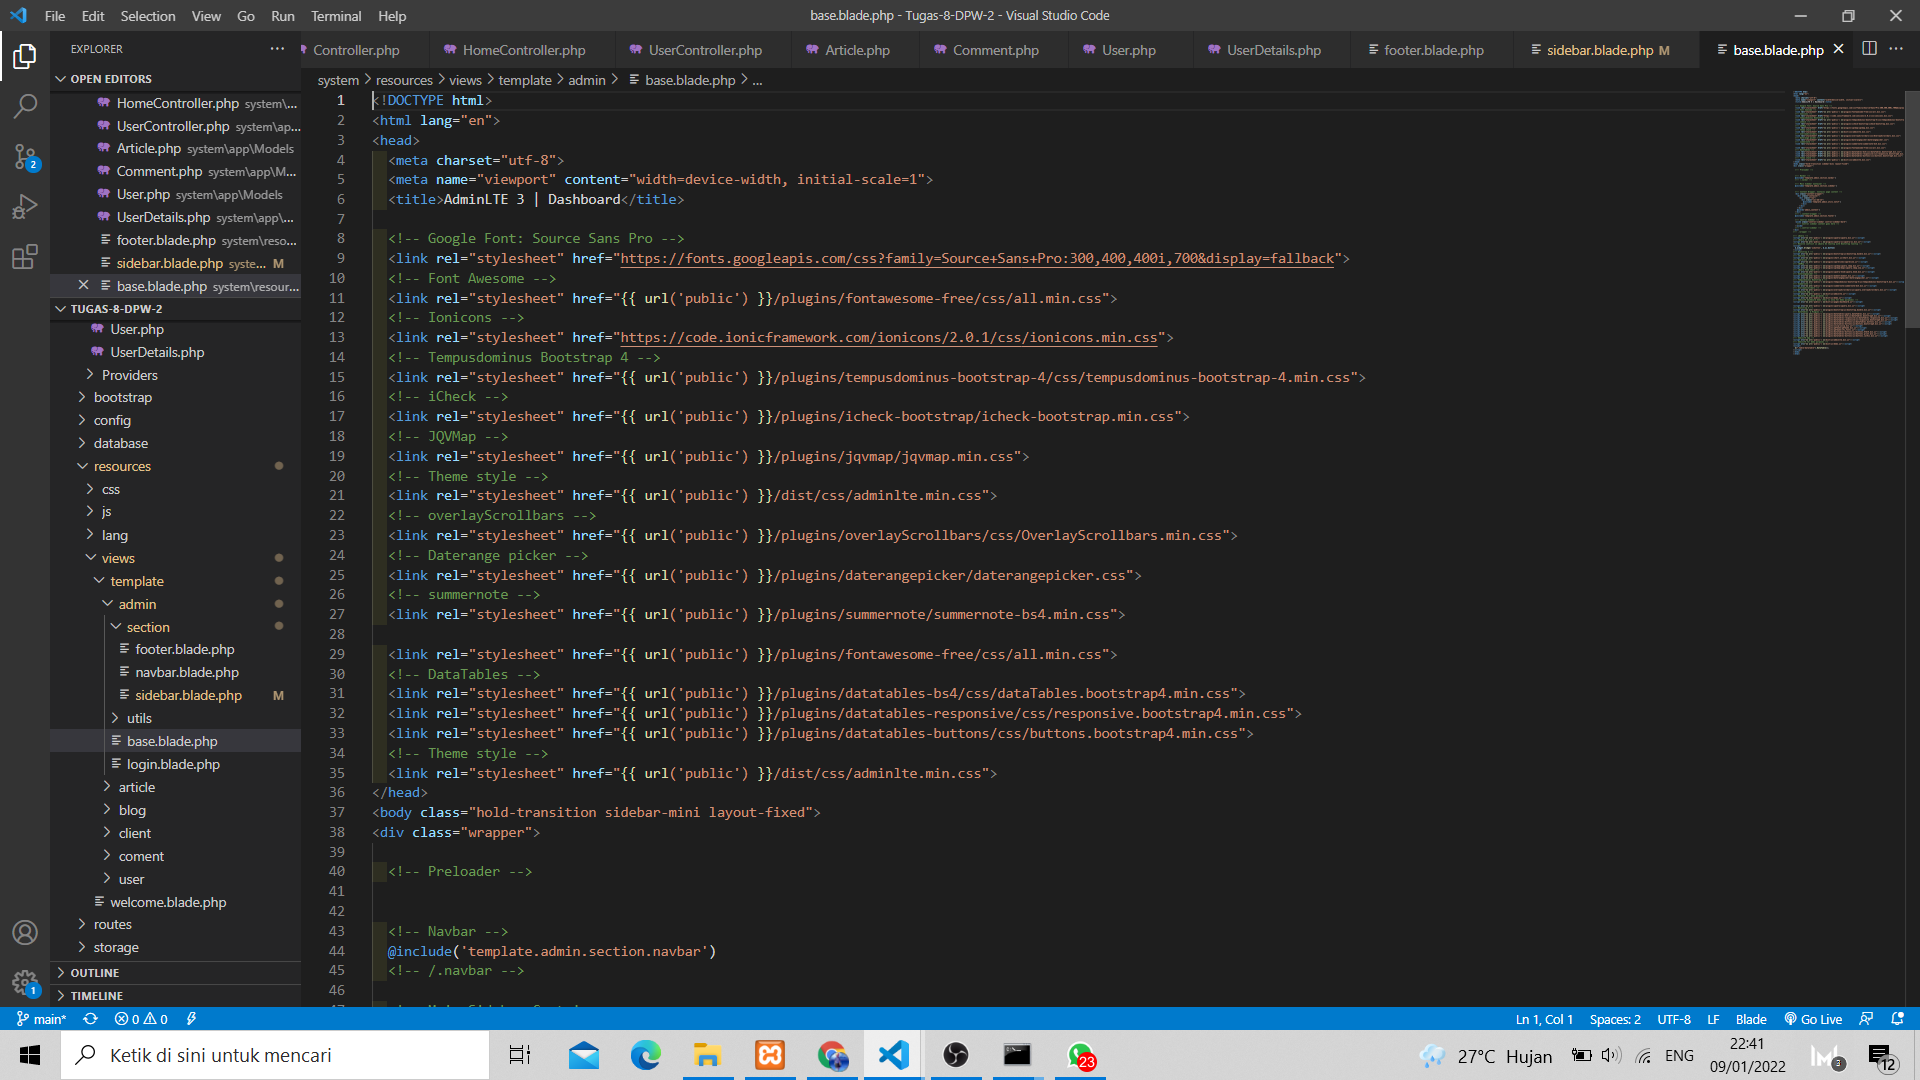 File Edit Selection View Go Run Terminal Help
base.blade.php - Tugas-8-DPW-2 - Visual Studio Code
EXPLORER
Controller.php HomeController.php UserController.php Article.php Comment.php User.php UserDetails.php footer.blade.php sidebar.blade.php M base.blade.php
system > resources > views > template > admin > base.blade.php > ...
OPEN EDITORS
HomeController.php system\...
UserController.php system\ap...
Article.php system\app\Models
Comment.php system\app\M...
User.php system\app\Models
UserDetails.php system\app\...
footer.blade.php system\reso...
sidebar.blade.php syste... M
base.blade.php system\resour...
TUGAS-8-DPW-2
User.php
UserDetails.php
Providers
bootstrap
config
database
resources
css
js
lang
views
template
admin
section
footer.blade.php
navbar.blade.php
sidebar.blade.php M
utils
base.blade.php
login.blade.php
article
blog
client
coment
user
welcome.blade.php
routes
storage
OUTLINE
TIMELINE
2
1
1 <!DOCTYPE html>
2 <html lang="en">
3 <head>
4 <meta charset="utf-8">
5 <meta name="viewport" content="width=device-width, initial-scale=1">
6 <title>AdminLTE 3 | Dashboard</title>
7
8 <!-- Google Font: Source Sans Pro -->
9 <link rel="stylesheet" href="https://fonts.googleapis.com/css?family=Source+Sans+Pro:300,400,400i,700&display=fallback">
10 <!-- Font Awesome -->
11 <link rel="stylesheet" href="{{ url('public') }}/plugins/fontawesome-free/css/all.min.css">
12 <!-- Ionicons -->
13 <link rel="stylesheet" href="https://code.ionicframework.com/ionicons/2.0.1/css/ionicons.min.css">
14 <!-- Tempusdominus Bootstrap 4 -->
15 <link rel="stylesheet" href="{{ url('public') }}/plugins/tempusdominus-bootstrap-4/css/tempusdominus-bootstrap-4.min.css">
16 <!-- iCheck -->
17 <link rel="stylesheet" href="{{ url('public') }}/plugins/icheck-bootstrap/icheck-bootstrap.min.css">
18 <!-- JQVMap -->
19 <link rel="stylesheet" href="{{ url('public') }}/plugins/jqvmap/jqvmap.min.css">
20 <!-- Theme style -->
21 <link rel="stylesheet" href="{{ url('public') }}/dist/css/adminlte.min.css">
22 <!-- overlayScrollbars -->
23 <link rel="stylesheet" href="{{ url('public') }}/plugins/overlayScrollbars/css/OverlayScrollbars.min.css">
24 <!-- Daterange picker -->
25 <link rel="stylesheet" href="{{ url('public') }}/plugins/daterangepicker/daterangepicker.css">
26 <!-- summernote -->
27 <link rel="stylesheet" href="{{ url('public') }}/plugins/summernote/summernote-bs4.min.css">
28
29 <link rel="stylesheet" href="{{ url('public') }}/plugins/fontawesome-free/css/all.min.css">
30 <!-- DataTables -->
31 <link rel="stylesheet" href="{{ url('public') }}/plugins/datatables-bs4/css/dataTables.bootstrap4.min.css">
32 <link rel="stylesheet" href="{{ url('public') }}/plugins/datatables-responsive/css/responsive.bootstrap4.min.css">
33 <link rel="stylesheet" href="{{ url('public') }}/plugins/datatables-buttons/css/buttons.bootstrap4.min.css">
34 <!-- Theme style -->
35 <link rel="stylesheet" href="{{ url('public') }}/dist/css/adminlte.min.css">
36 </head>
37 <body class="hold-transition sidebar-mini layout-fixed">
38 <div class="wrapper">
39
40 <!-- Preloader -->
41
42
43 <!-- Navbar -->
44 @include('template.admin.section.navbar')
45 <!-- /.navbar -->
46
main* 0 0
Ln 1, Col 1 Spaces: 2 UTF-8 LF Blade Go Live
Ketik di sini untuk mencari
23
27°C Hujan
ENG
22:41
09/01/2022
3
12